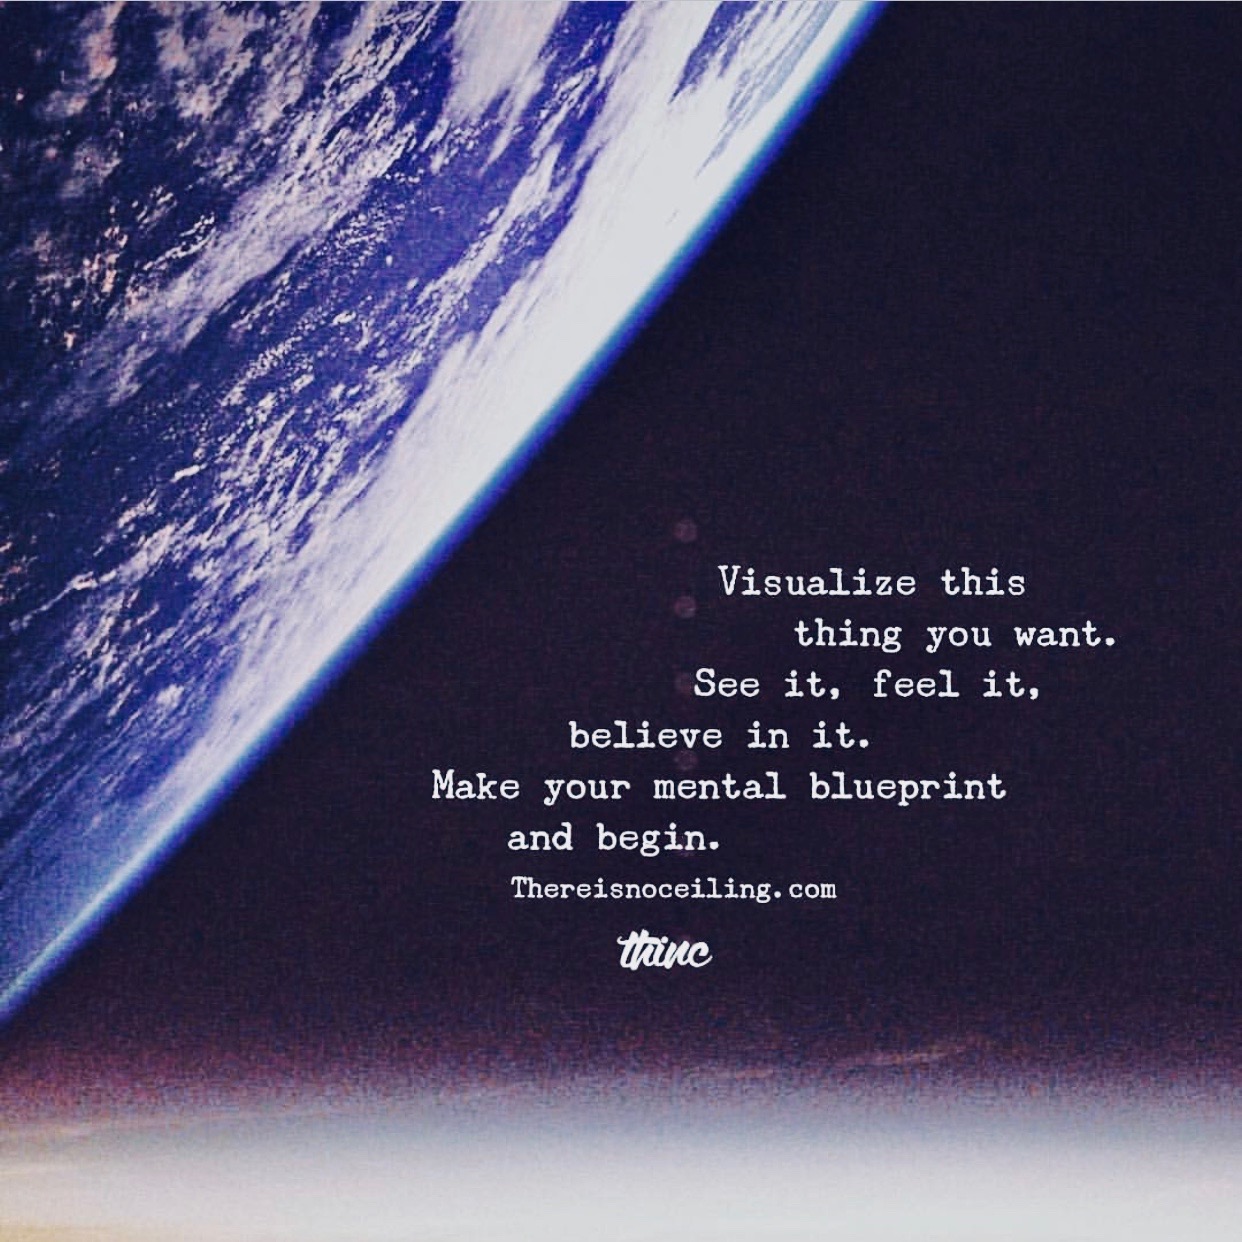 Visualize this
thing you want.
See it, feel it,
believe in it.
Make your mental blueprint
and begin.
Thereisnoceiling.com
thinc